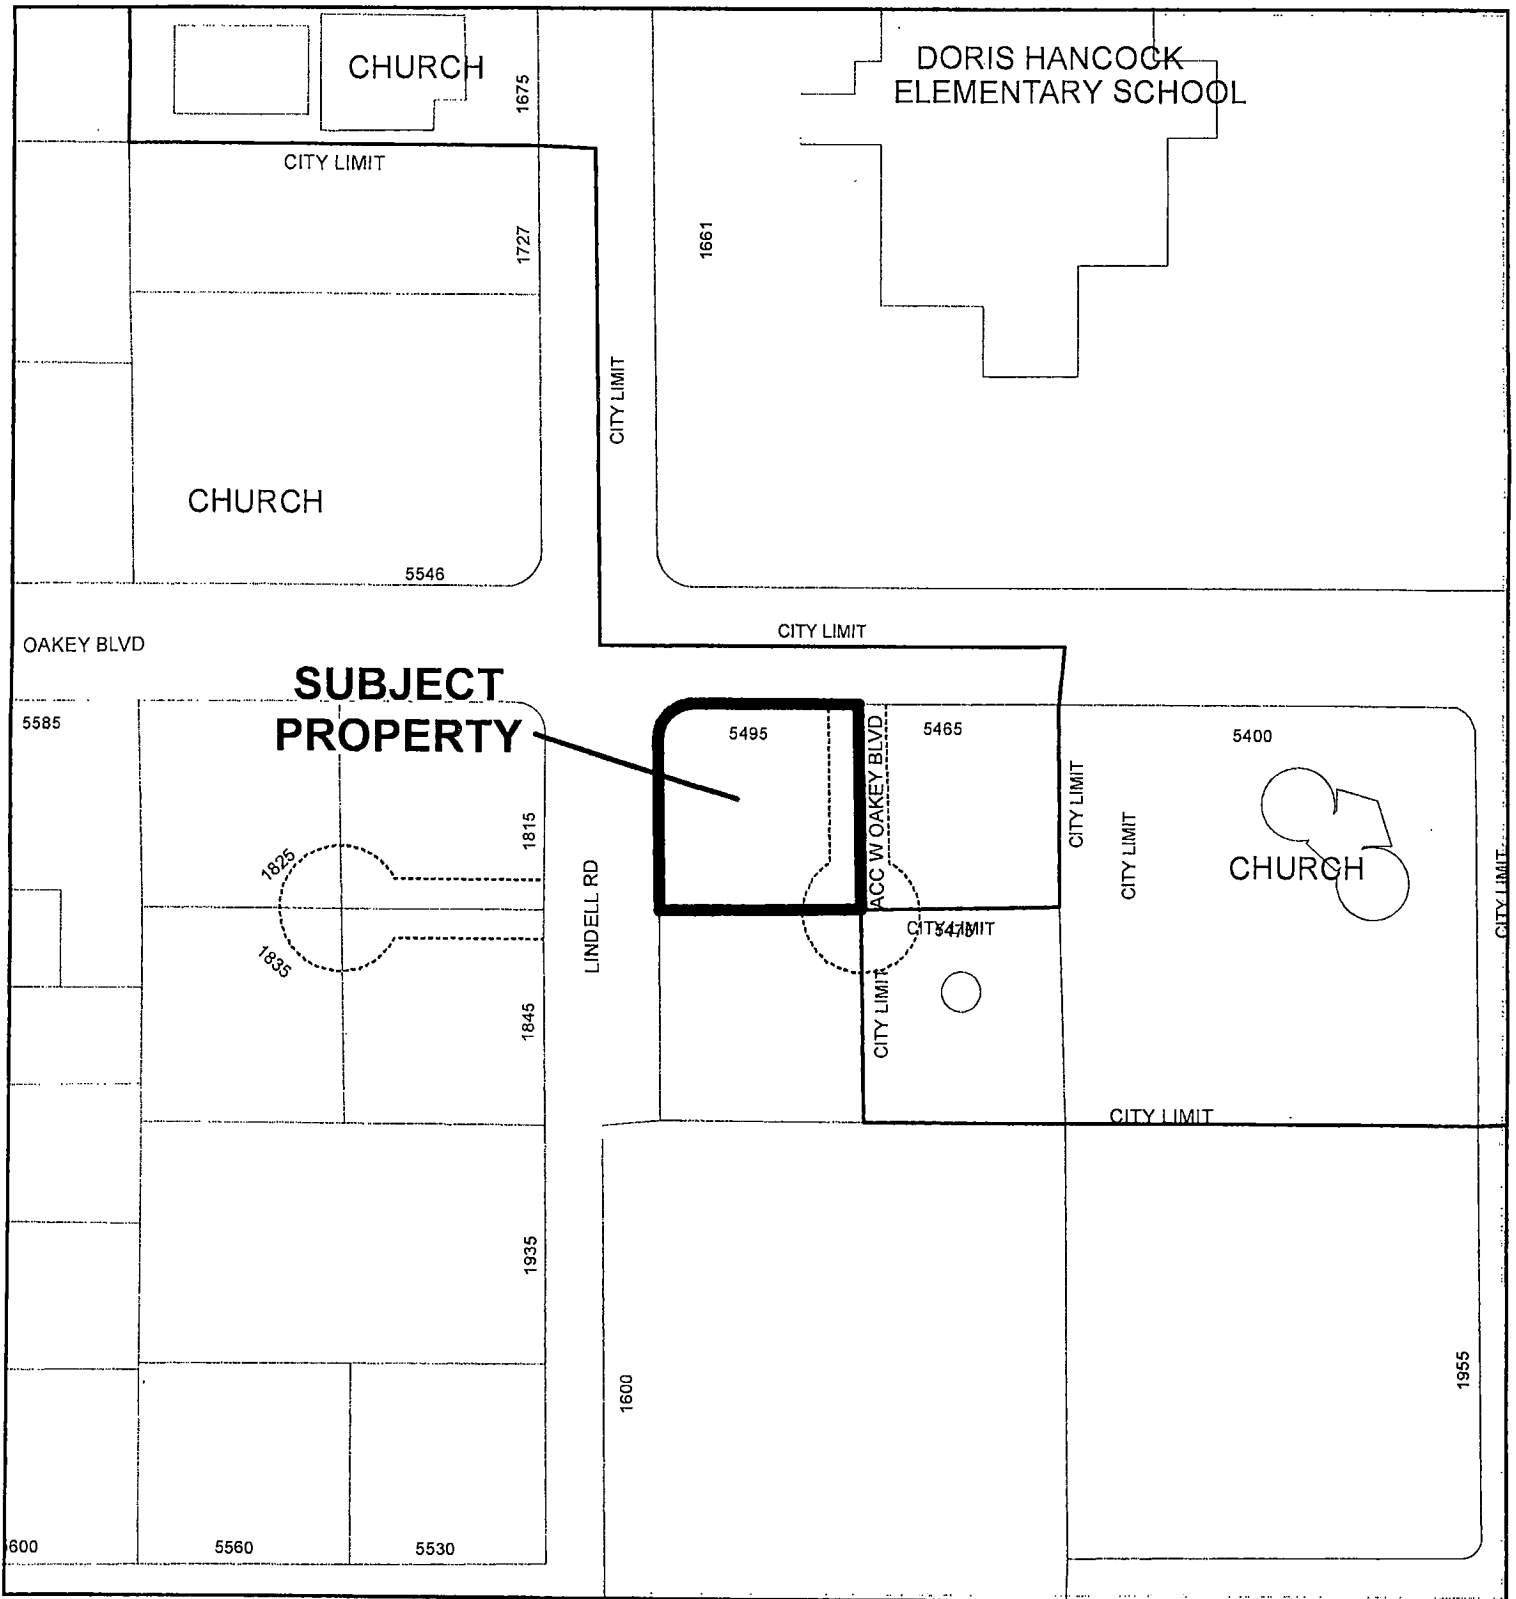 CHURCH
DORIS HANCOCK
ELEMENTARY SCHOOL
1675
CITY LIMIT
1727
1661
CITY LIMIT
CHURCH
5546
CITY LIMIT
OAKEY BLVD
SUBJECT
PROPERTY
5585
5495
ACC W OAKEY BLVD
5465
5400
CITY LIMIT
CITY LIMIT
1815
1825
CHURCH
LINDELL RD
CITY LIMIT
CITY LIMIT
1835
1845
CITY LIMIT
CITY LIMIT
1935
1600
1955
5560
5530